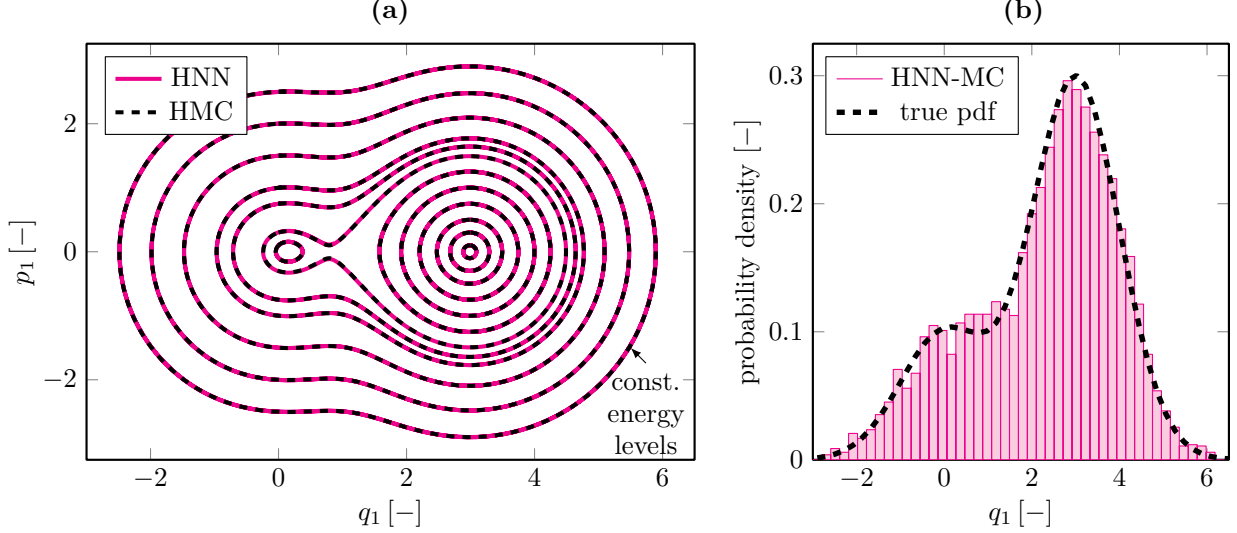 (a)
HNN
HMC
2
0
−2
p₁ [−]
−2
0
2
4
6
q₁ [−]
const.
energy
levels
(b)
HNN-MC
true pdf
0.3
0.2
0.1
0
probability density [−]
−2
0
2
4
6
q₁ [−]